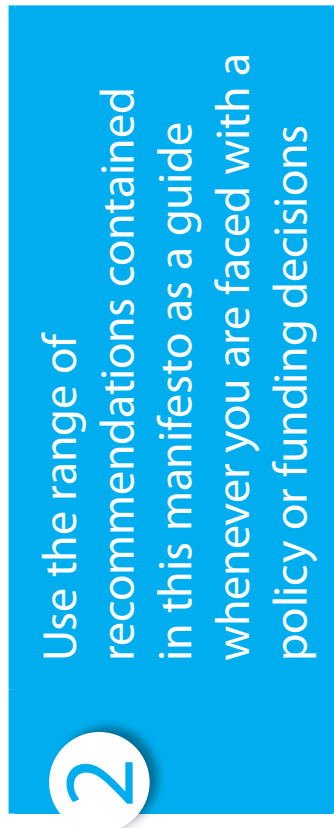 2
Use the range of
recommendations contained
in this manifesto as a guide
whenever you are faced with a
policy or funding decisions